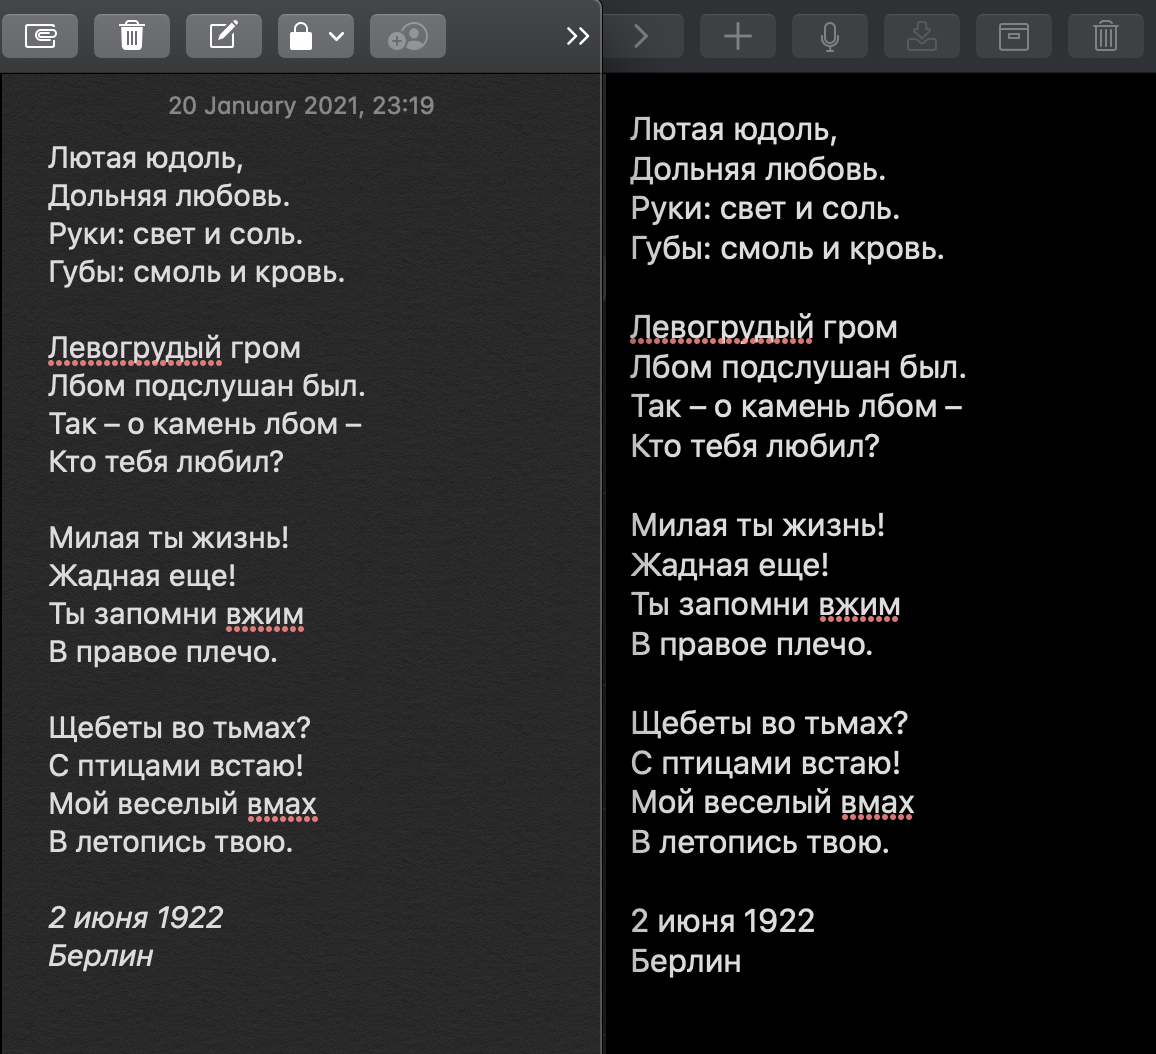 20 January 2021, 23:19
Лютая юдоль,
Дольняя любовь.
Руки: свет и соль.
Губы: смоль и кровь.
Левогрудый гром
Лбом подслушан был.
Так – о камень лбом –
Кто тебя любил?
Милая ты жизнь!
Жадная еще!
Ты запомни вжим
В правое плечо.
Щебеты во тьмах?
С птицами встаю!
Мой веселый вмах
В летопись твою.
2 июня 1922
Берлин
Лютая юдоль,
Дольняя любовь.
Руки: свет и соль.
Губы: смоль и кровь.
Левогрудый гром
Лбом подслушан был.
Так – о камень лбом –
Кто тебя любил?
Милая ты жизнь!
Жадная еще!
Ты запомни вжим
В правое плечо.
Щебеты во тьмах?
С птицами встаю!
Мой веселый вмах
В летопись твою.
2 июня 1922
Берлин